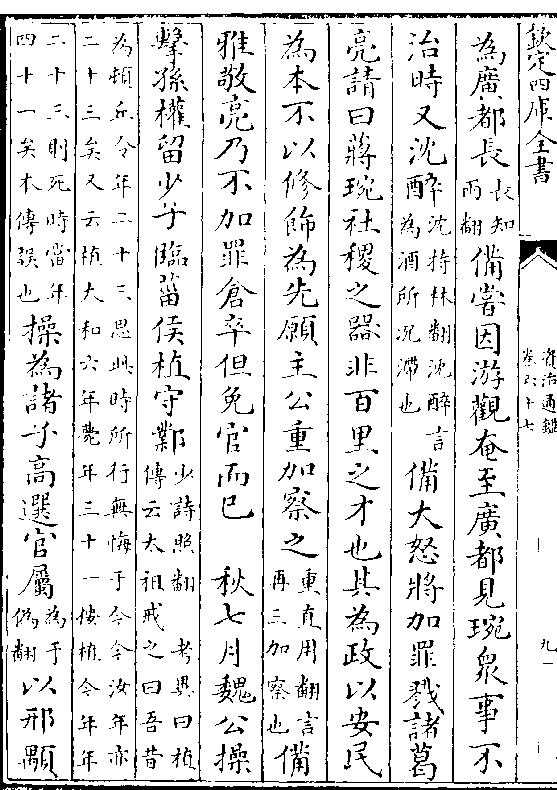 欽定四庫全書
資治通鑑
卷六十七
九
為廣都長長知兩翻備嘗因游觀奄至廣都見琬衆事不
治時又沈醉沈持林翻沈醉言為酒所沉滯也備大怒將加罪戮諸葛
亮請曰蔣琬社稷之器非百里之才也其為政以安民
為本不以修飾為先願主公重加察之重直用翻言再三加察也備
雅敬亮乃不加罪倉卒但免官而已 秋七月魏公操
擊孫權留少子臨菑侯植守鄴少詩照翻 考異曰植傳云太祖戒之曰吾昔
為頓丘令年二十三思此時所行無悔于今今汝年亦
二十三矣又云植太和六年薨年三十一摟植今年年
二十三則死時當年
四十一矣本傳誤也操為諸子高選官屬為于偽翻以邢顒